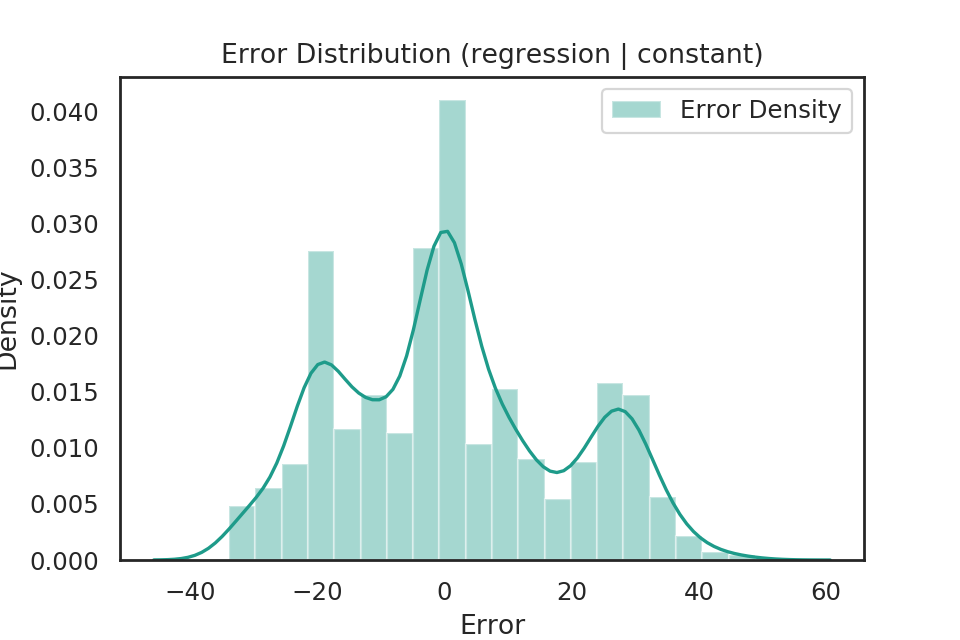 Error Distribution (regression | constant)
Error Density
Density
0.040
0.035
0.030
0.025
0.020
0.015
0.010
0.005
0.000
−40 −20 0 20 40 60
Error